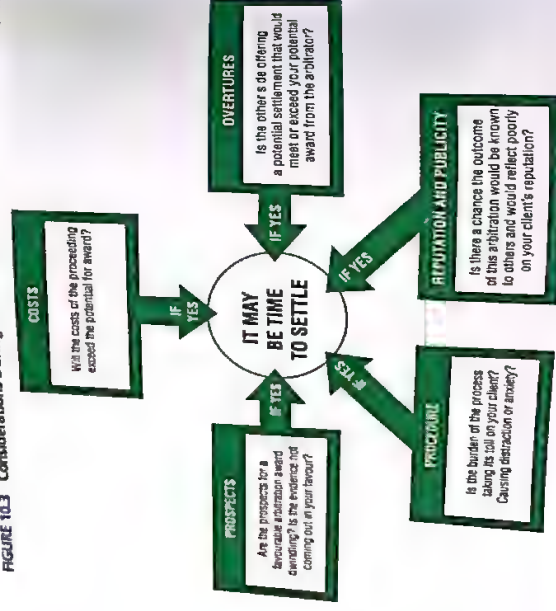 FIGURE 10.3 Considerations During
COSTS
Will the costs of the proceeding
exceed the potential for award?
IF
YES
PROSPECTS
Are the prospects for a
favourable arbitration award
dwindling? Is the evidence not
coming out in your favour?
IF YES
IT MAY
BE TIME
TO SETTLE
OVERTURES
Is the other side offering
a potential settlement that would
meet or exceed your potential
award from the arbitrator?
IF YES
PROCEDURE
Is the burden of the process
taking its toll on your client?
Causing distraction or anxiety?
IF YES
REPUTATION AND PUBLICITY
Is there a chance the outcome
of this arbitration would be known
to others and would reflect poorly
on your client's reputation?
IF YES